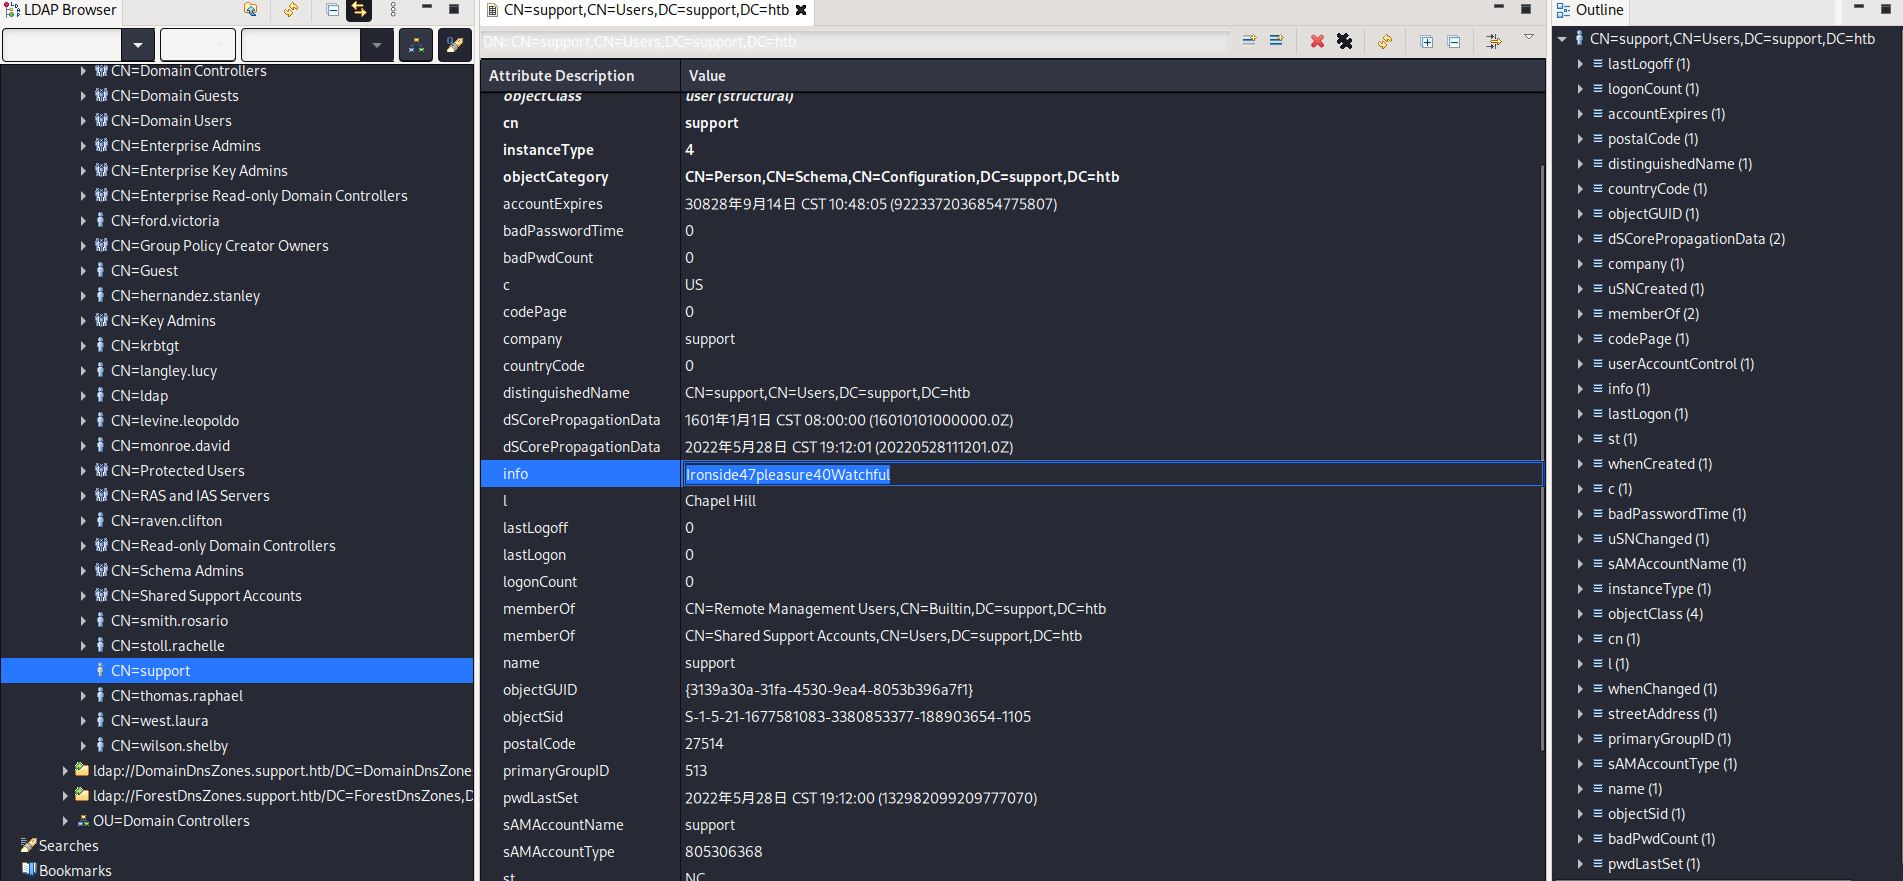 LDAP Browser
CN=Domain Controllers
CN=Domain Guests
CN=Domain Users
CN=Enterprise Admins
CN=Enterprise Key Admins
CN=Enterprise Read-only Domain Controllers
CN=ford.victoria
CN=Group Policy Creator Owners
CN=Guest
CN=hernandez.stanley
CN=Key Admins
CN=krbtgt
CN=langley.lucy
CN=ldap
CN=levine.leopoldo
CN=monroe.david
CN=Protected Users
CN=RAS and IAS Servers
CN=raven.clifton
CN=Read-only Domain Controllers
CN=Schema Admins
CN=Shared Support Accounts
CN=smith.rosario
CN=stoll.rachelle
CN=support
CN=thomas.raphael
CN=west.laura
CN=wilson.shelby
ldap://DomainDnsZones.support.htb/DC=DomainDnsZone
ldap://ForestDnsZones.support.htb/DC=ForestDnsZones,D
OU=Domain Controllers
Searches
Bookmarks
CN=support,CN=Users,DC=support,DC=htb
DN: CN=support,CN=Users,DC=support,DC=htb
Attribute Description Value
objectClass user (structural)
cn support
instanceType 4
objectCategory CN=Person,CN=Schema,CN=Configuration,DC=support,DC=htb
accountExpires 30828年9月14日 CST 10:48:05 (9223372036854775807)
badPasswordTime 0
badPwdCount 0
c US
codePage 0
company support
countryCode 0
distinguishedName CN=support,CN=Users,DC=support,DC=htb
dSCorePropagationData 1601年1月1日 CST 08:00:00 (16010101000000.0Z)
dSCorePropagationData 2022年5月28日 CST 19:12:01 (20220528111201.0Z)
info Ironside47pleasure40Watchful
l Chapel Hill
lastLogoff 0
lastLogon 0
logonCount 0
memberOf CN=Remote Management Users,CN=Builtin,DC=support,DC=htb
memberOf CN=Shared Support Accounts,CN=Users,DC=support,DC=htb
name support
objectGUID {3139a30a-31fa-4530-9ea4-8053b396a7f1}
objectSid S-1-5-21-1677581083-3380853377-188903654-1105
postalCode 27514
primaryGroupID 513
pwdLastSet 2022年5月28日 CST 19:12:00 (132982099209777070)
sAMAccountName support
sAMAccountType 805306368
st NC
Outline
CN=support,CN=Users,DC=support,DC=htb
lastLogoff (1)
logonCount (1)
accountExpires (1)
postalCode (1)
distinguishedName (1)
countryCode (1)
objectGUID (1)
dSCorePropagationData (2)
company (1)
uSNCreated (1)
memberOf (2)
codePage (1)
userAccountControl (1)
info (1)
lastLogon (1)
st (1)
whenCreated (1)
c (1)
badPasswordTime (1)
uSNChanged (1)
sAMAccountName (1)
instanceType (1)
objectClass (4)
cn (1)
l (1)
whenChanged (1)
streetAddress (1)
primaryGroupID (1)
sAMAccountType (1)
name (1)
objectSid (1)
badPwdCount (1)
pwdLastSet (1)